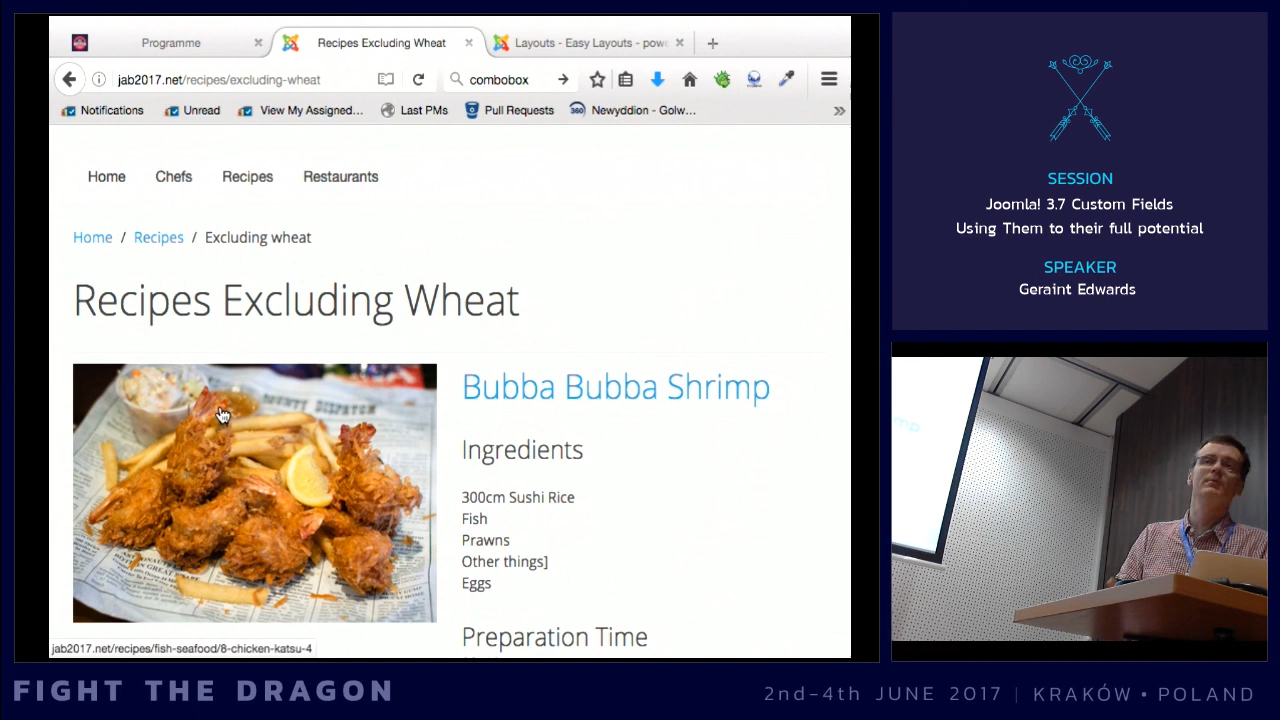 Programme
Recipes Excluding Wheat
Layouts - Easy Layouts - powe
jab2017.net/recipes/excluding-wheat
combobox
Notifications
Unread
View My Assigned...
Last PMs
Pull Requests
360
Newyddion - Golw...
Home
Chefs
Recipes
Restaurants
Home / Recipes / Excluding wheat
Recipes Excluding Wheat
Bubba Bubba Shrimp
Ingredients
300cm Sushi Rice
Fish
Prawns
Other things]
Eggs
Preparation Time
jab2017.net/recipes/fish-seafood/8-chicken-katsu-4
SESSION
Joomla! 3.7 Custom Fields
Using Them to their full potential
SPEAKER
Geraint Edwards
FIGHT THE DRAGON
2nd-4th JUNE 2017 | KRAKÓW • POLAND